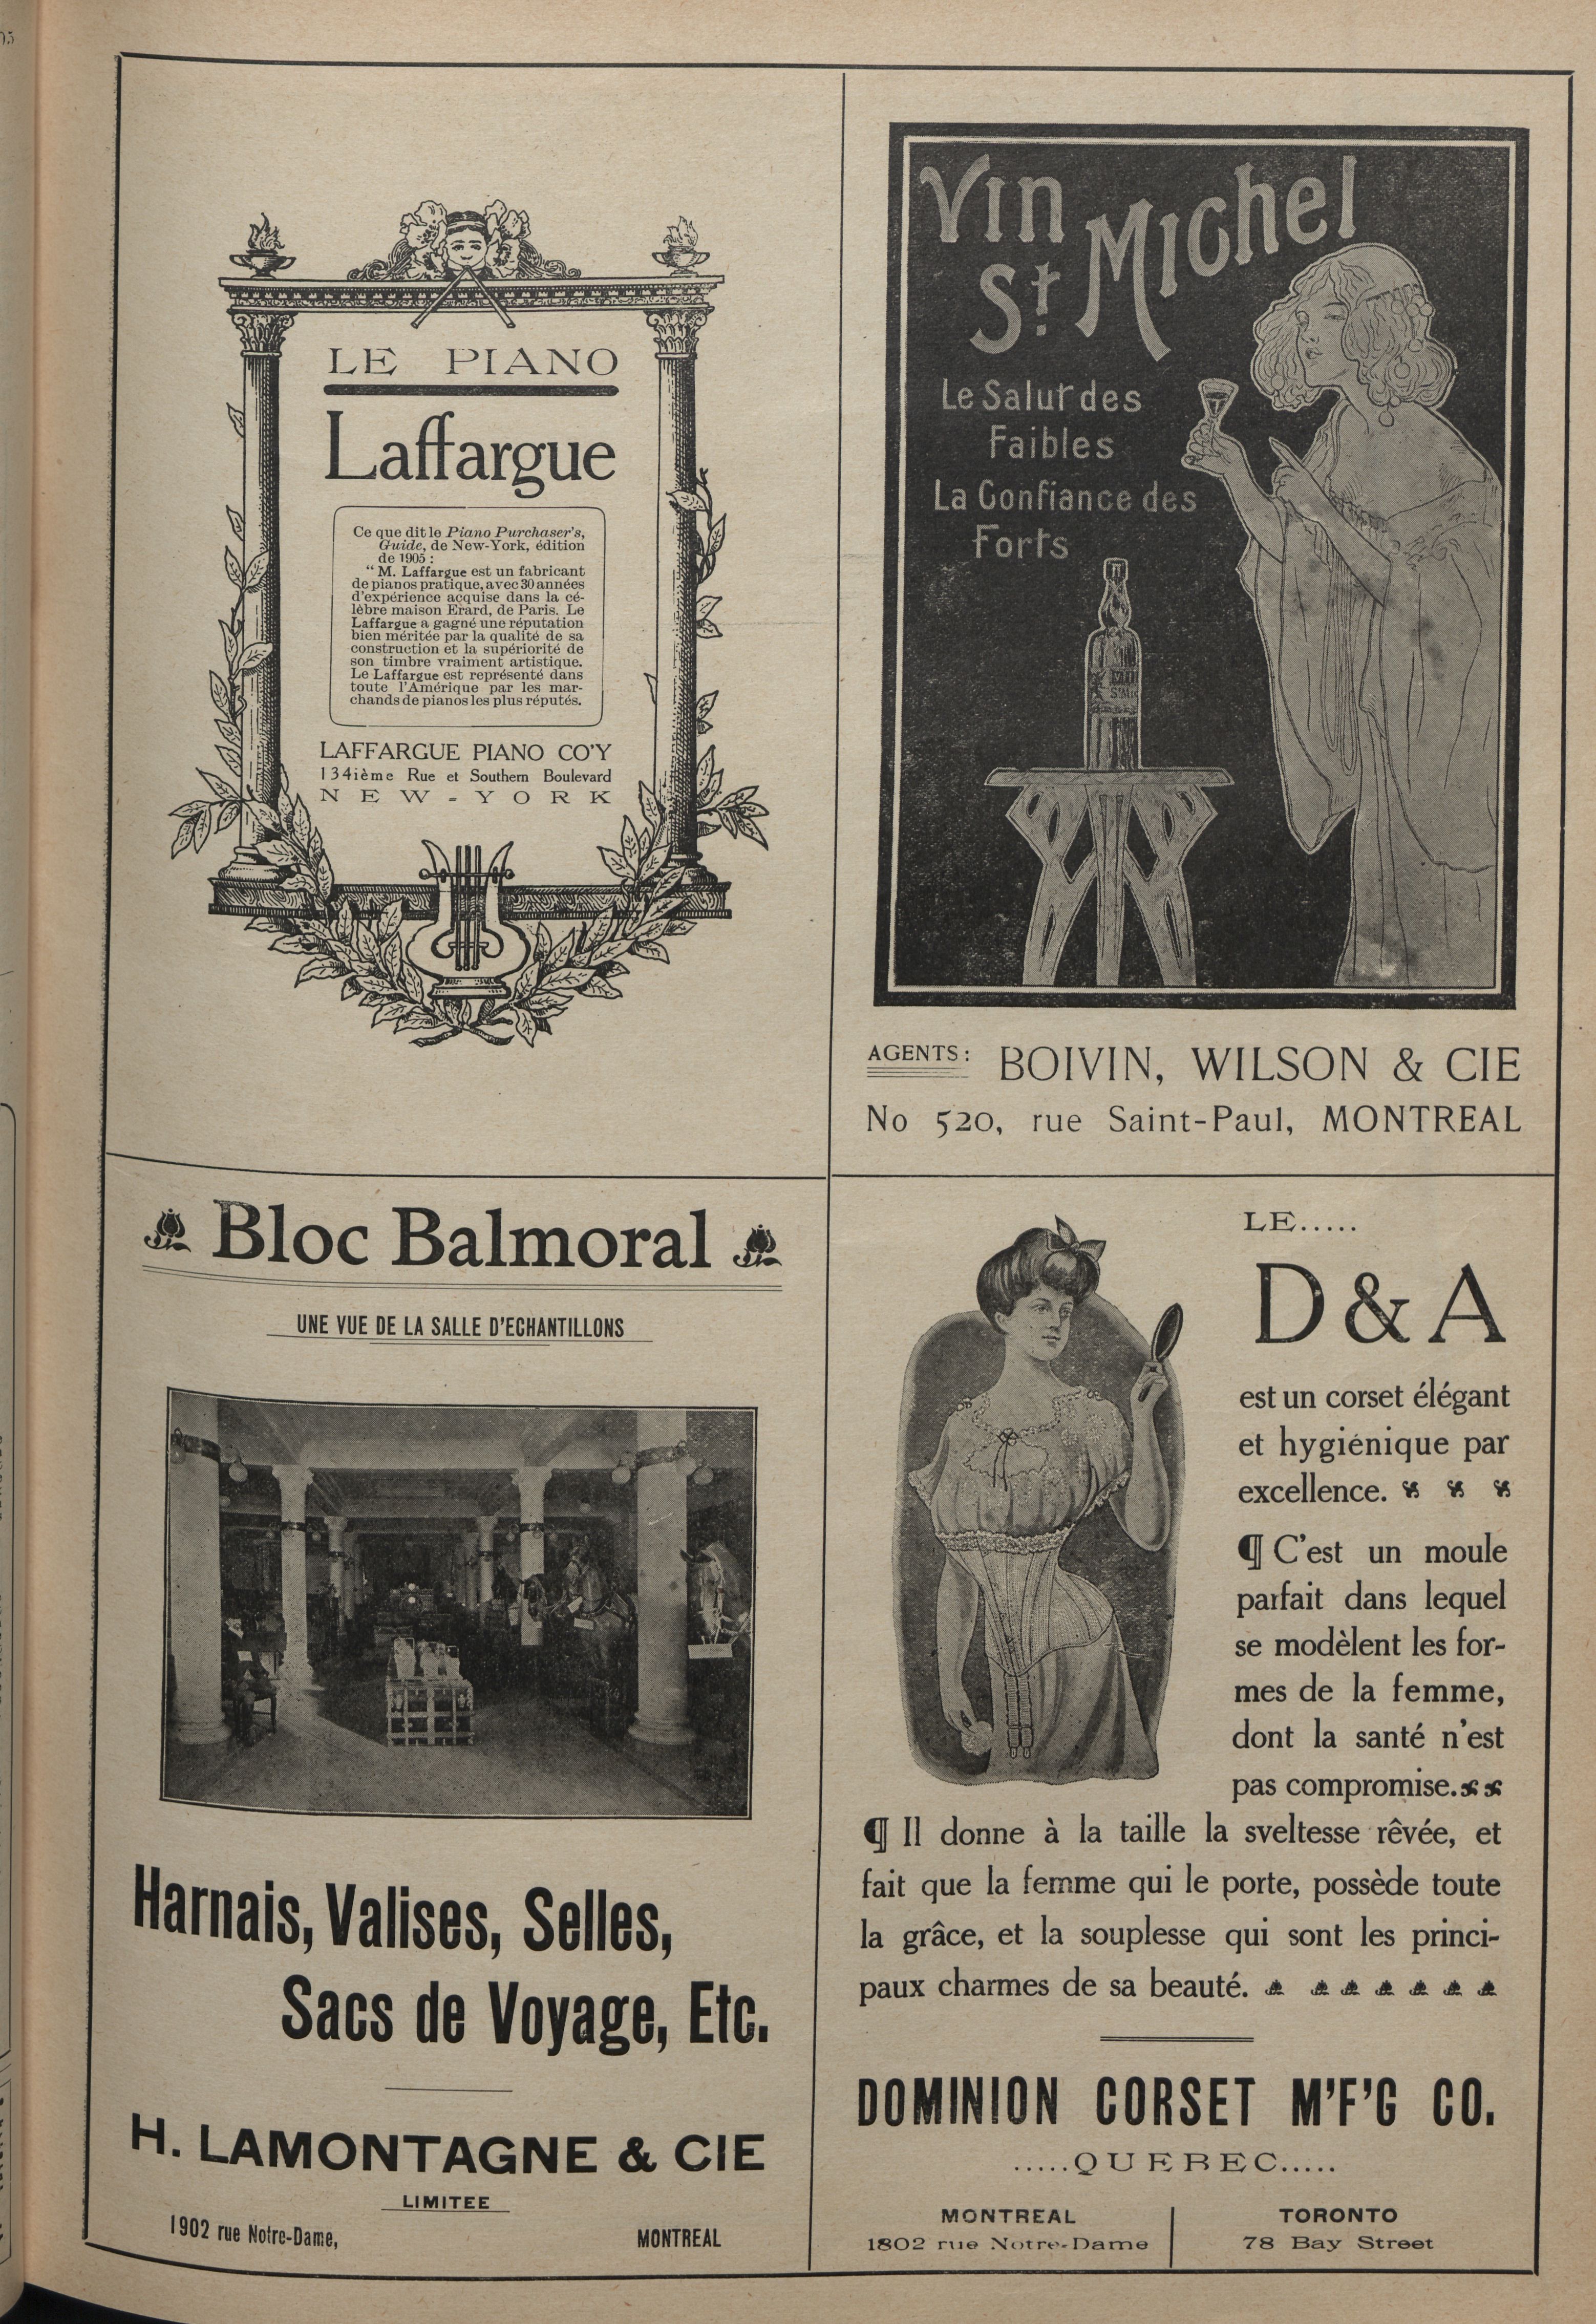 LE PIANO
Laffargue
Ce que dit le Piano Purchaser's,
Guide, de New-York, édition
de 1905 :
“ M. Laffargue est un fabricant
de pianos pratique, avec 30 années
d'expérience acquise dans la cé-
lèbre maison Erard, de Paris. Le
Laffargue a gagné une réputation
bien méritée par la qualité de sa
construction et la supériorité de
son timbre vraiment artistique.
Le Laffargue est représenté dans
toute l'Amérique par les mar-
chands de pianos les plus réputés.
LAFFARGUE PIANO CO'Y
134ième Rue et Southern Boulevard
NEW-YORK
Vin
St. Michel
Le Salut des
Faibles
La Confiance des
Forts
AGENTS: BOIVIN, WILSON & CIE
No 520, rue Saint-Paul, MONTREAL
Bloc Balmoral
UNE VUE DE LA SALLE D'ECHANTILLONS
Harnais, Valises, Selles,
Sacs de Voyage, Etc.
H. LAMONTAGNE & CIE
LIMITEE
1902 rue Notre-Dame, MONTREAL
LE.....
D & A
est un corset élégant
et hygiénique par
excellence.
¶ C'est un moule
parfait dans lequel
se modèlent les for-
mes de la femme,
dont la santé n'est
pas compromise.
¶ Il donne à la taille la sveltesse rêvée, et
fait que la femme qui le porte, possède toute
la grâce, et la souplesse qui sont les princi-
paux charmes de sa beauté.
DOMINION CORSET M'F'G CO.
.....QUEBEC.....
MONTREAL
1802 rue Notre-Dame
TORONTO
78 Bay Street